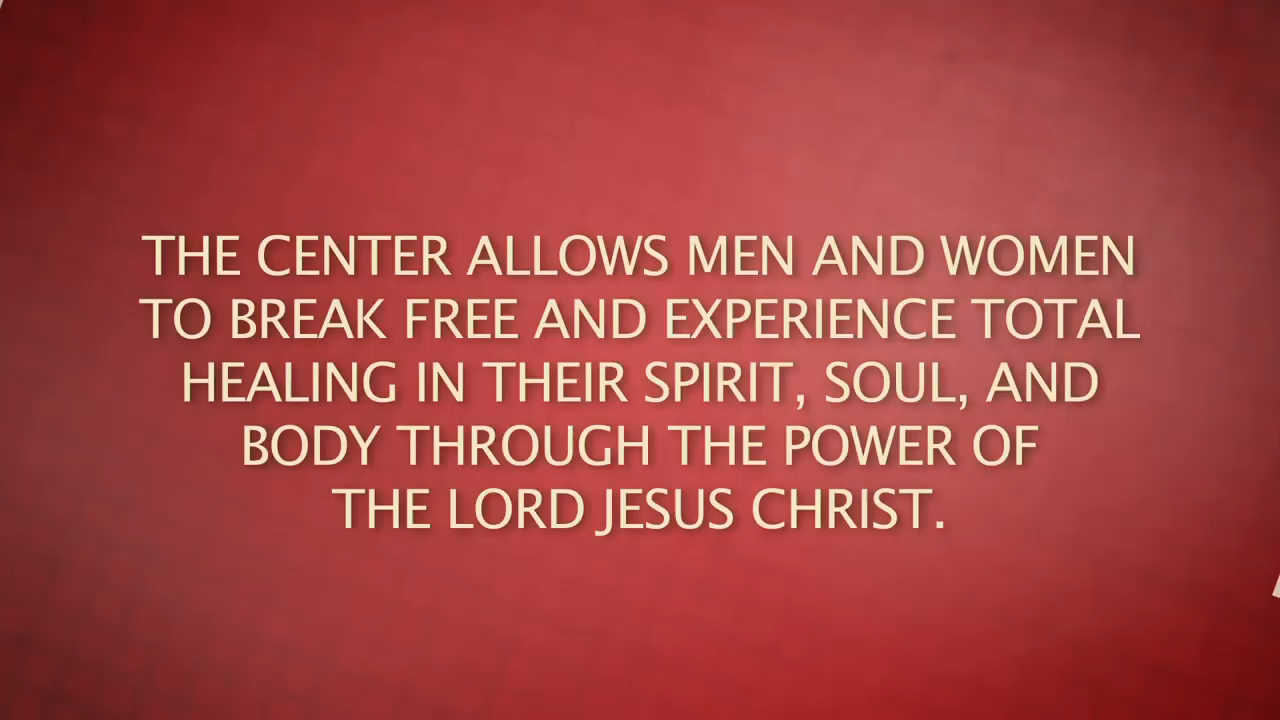 THE CENTER ALLOWS MEN AND WOMEN
TO BREAK FREE AND EXPERIENCE TOTAL
HEALING IN THEIR SPIRIT, SOUL, AND
BODY THROUGH THE POWER OF
THE LORD JESUS CHRIST.